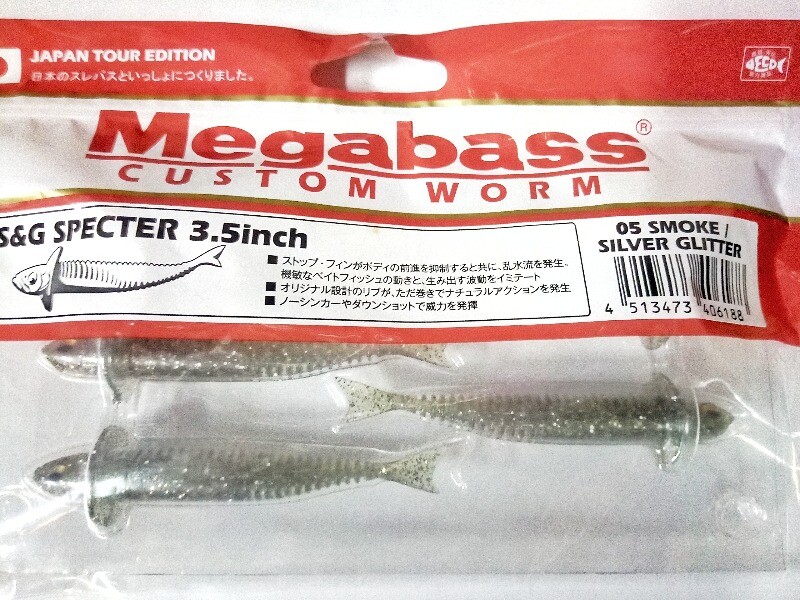 JAPAN TOUR EDITION
日本のスレバスといっしょにつくりました。
ECO
Megabass®
CUSTOM WORM
S&G SPECTER 3.5inch
■ ストップ・フィンがボディの前進を抑制すると共に、乱水流を発生。
機敏なベイトフィッシュの動きと、生み出す波動をイミテート
■ オリジナル設計のリブが、ただ巻きでナチュラルアクションを発生
■ ノーシンカーやダウンショットで威力を発揮
05 SMOKE /
SILVER GLITTER
4 513473 406188